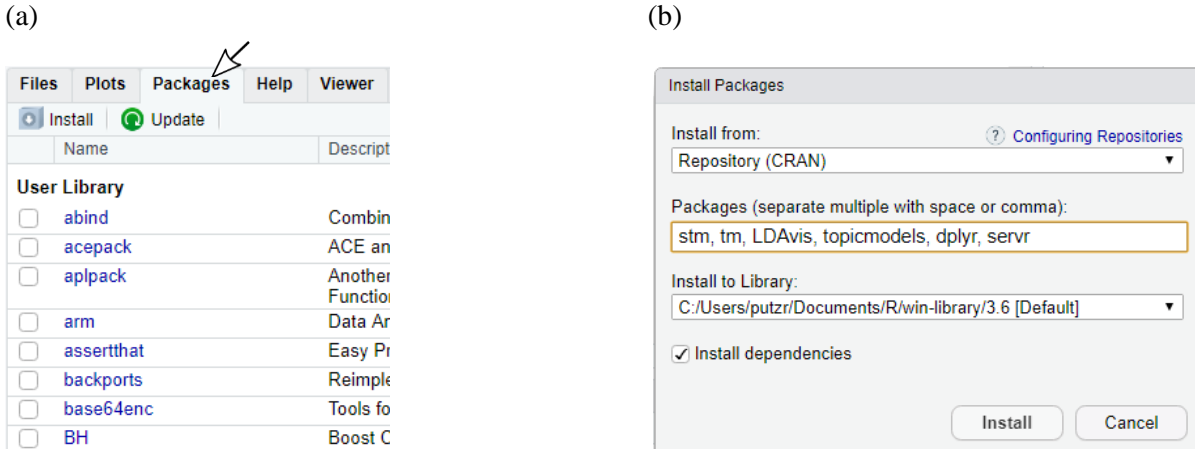 (a)
Files Plots Packages Help Viewer
Install Update
Name Descript
User Library
abind Combin
acepack ACE an
aplpack Another
Functio
arm Data Ar
assertthat Easy Pr
backports Reimple
base64enc Tools fo
BH Boost C
(b)
Install Packages
Install from: ? Configuring Repositories
Repository (CRAN)
Packages (separate multiple with space or comma):
stm, tm, LDAvis, topicmodels, dplyr, servr
Install to Library:
C:/Users/putzr/Documents/R/win-library/3.6 [Default]
Install dependencies
Install Cancel